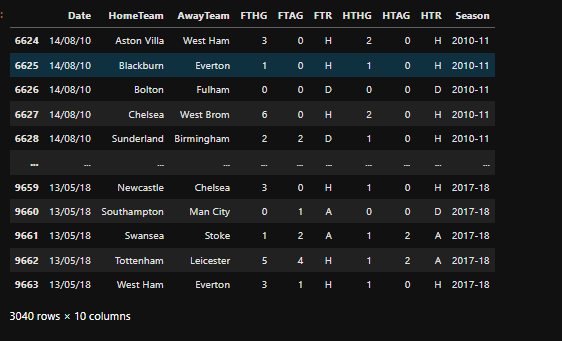 Date HomeTeam AwayTeam FTHG FTAG FTR HTHG HTAG HTR Season
6624 14/08/10 Aston Villa West Ham 3 0 H 2 0 H 2010-11
6625 14/08/10 Blackburn Everton 1 0 H 1 0 H 2010-11
6626 14/08/10 Bolton Fulham 0 0 D 0 0 D 2010-11
6627 14/08/10 Chelsea West Brom 6 0 H 2 0 H 2010-11
6628 14/08/10 Sunderland Birmingham 2 2 D 1 0 H 2010-11
... ... ... ... ... ... ... ... ... ... ...
9659 13/05/18 Newcastle Chelsea 3 0 H 1 0 H 2017-18
9660 13/05/18 Southampton Man City 0 1 A 0 0 D 2017-18
9661 13/05/18 Swansea Stoke 1 2 A 1 2 A 2017-18
9662 13/05/18 Tottenham Leicester 5 4 H 1 2 A 2017-18
9663 13/05/18 West Ham Everton 3 1 H 1 0 H 2017-18
3040 rows × 10 columns